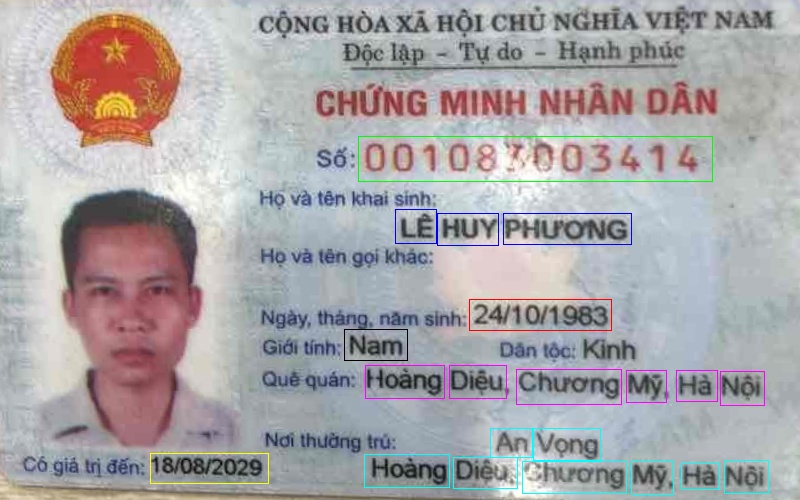 CỘNG HÒA XÃ HỘI CHỦ NGHĨA VIỆT NAM
Độc lập - Tự do - Hạnh phúc
CHỨNG MINH NHÂN DÂN
Số: 001083003414
Họ và tên khai sinh:
LÊ HUY PHƯƠNG
Họ và tên gọi khác:
Ngày, tháng, năm sinh: 24/10/1983
Giới tính: Nam Dân tộc: Kinh
Quê quán: Hoàng Diệu, Chương Mỹ, Hà Nội
Nơi thường trú: An Vọng
Có giá trị đến: 18/08/2029 Hoàng Diệu, Chương Mỹ, Hà Nội